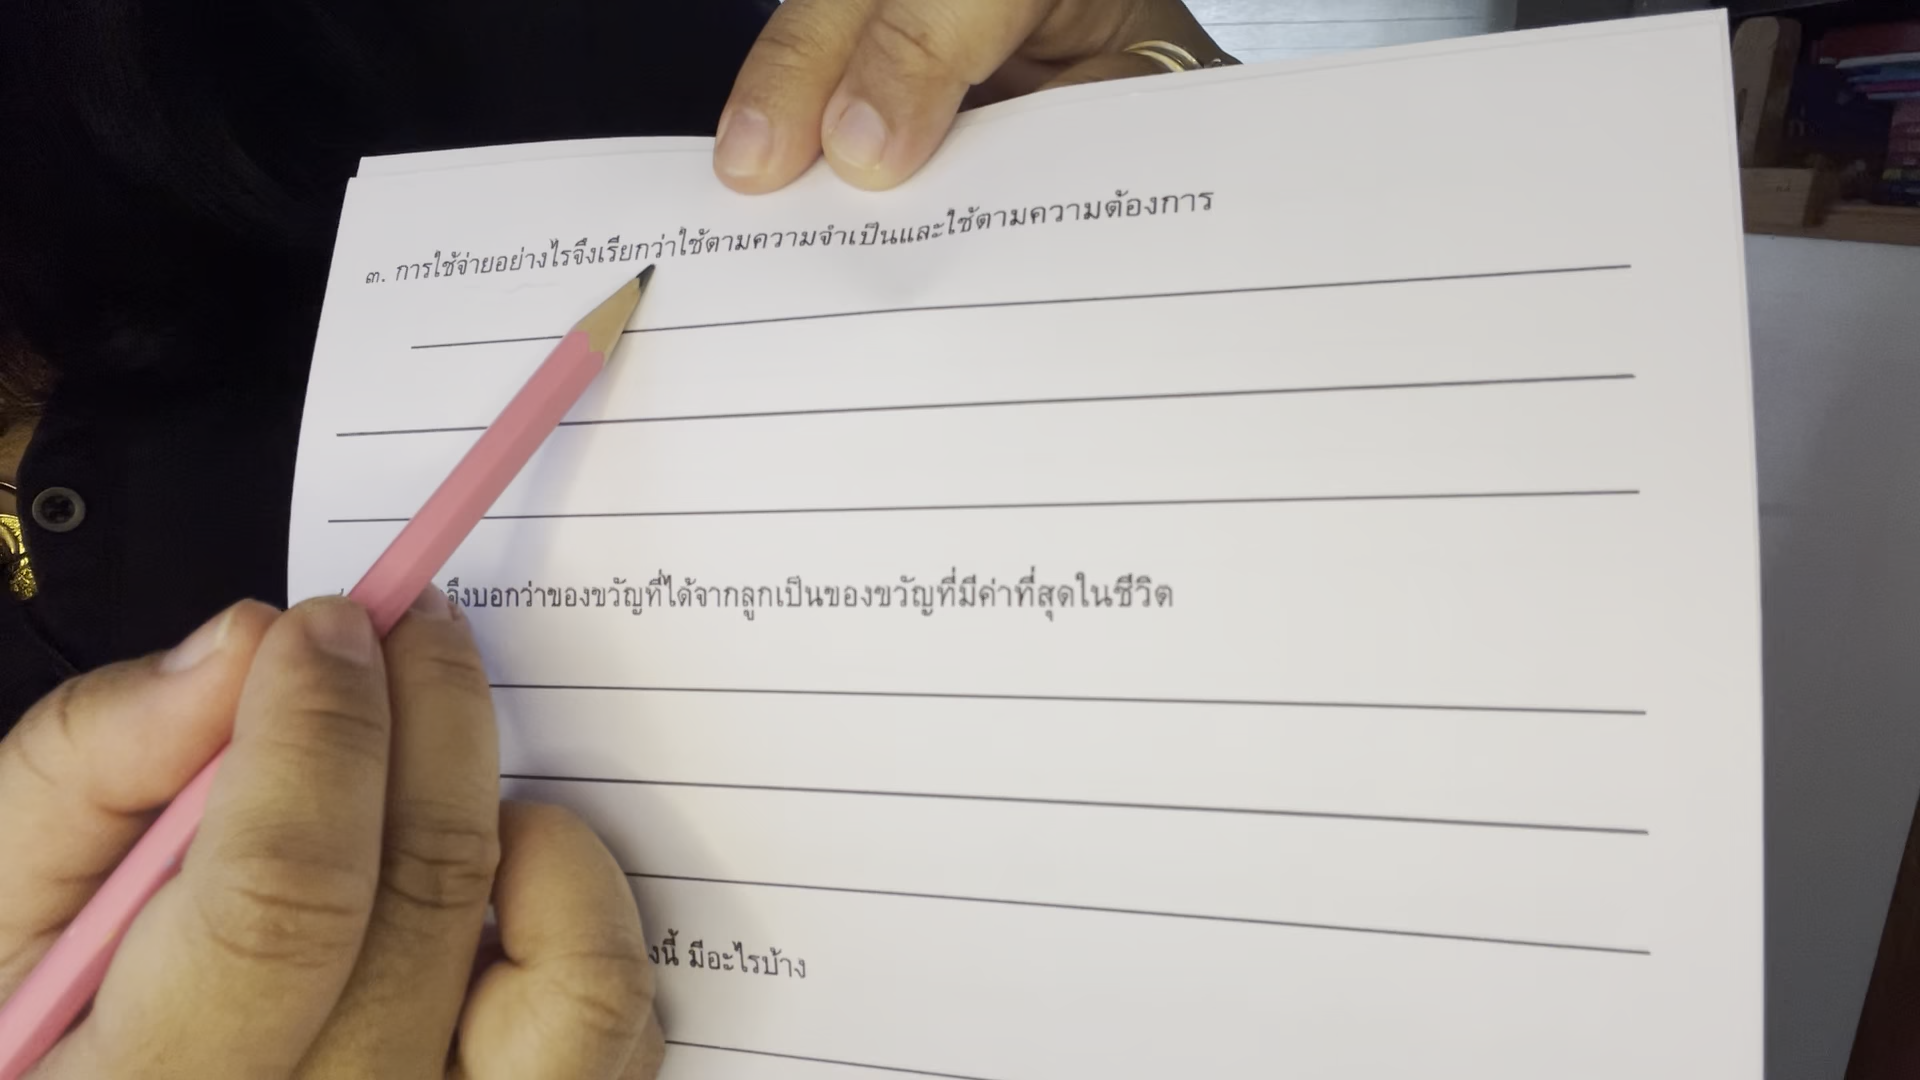 ๓. การใช้จ่ายอย่างไรจึงเรียกว่าใช้ตามความจำเป็นและใช้ตามความต้องการ
จึงบอกว่าของขวัญที่ได้จากลูกเป็นของขวัญที่มีค่าที่สุดในชีวิต
นี้ มีอะไรบ้าง